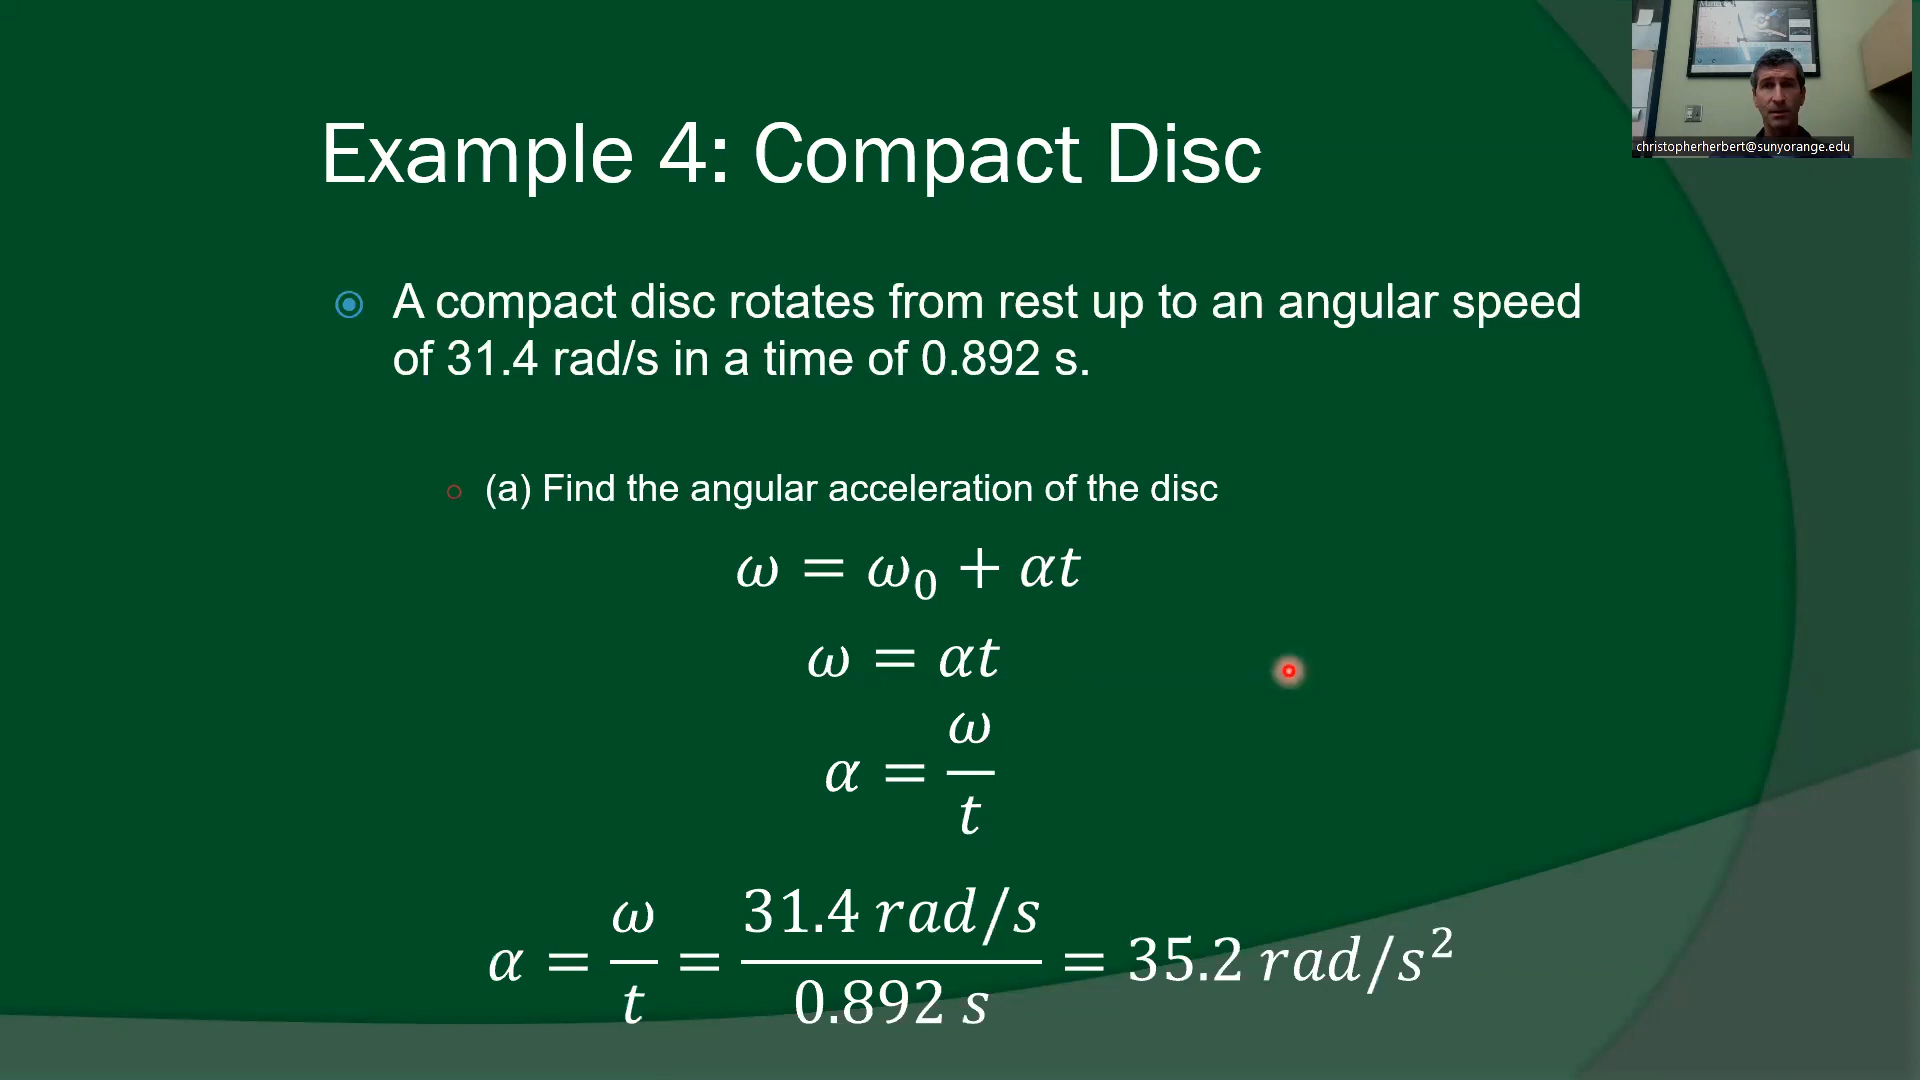 Example 4: Compact Disc
christopherherbert@sunyorange.edu
A compact disc rotates from rest up to an angular speed
of 31.4 rad/s in a time of 0.892 s.
(a) Find the angular acceleration of the disc
ω = ω₀ + αt
ω = αt
α = ω/t
α = ω/t = 31.4 rad/s / 0.892 s = 35.2 rad/s²